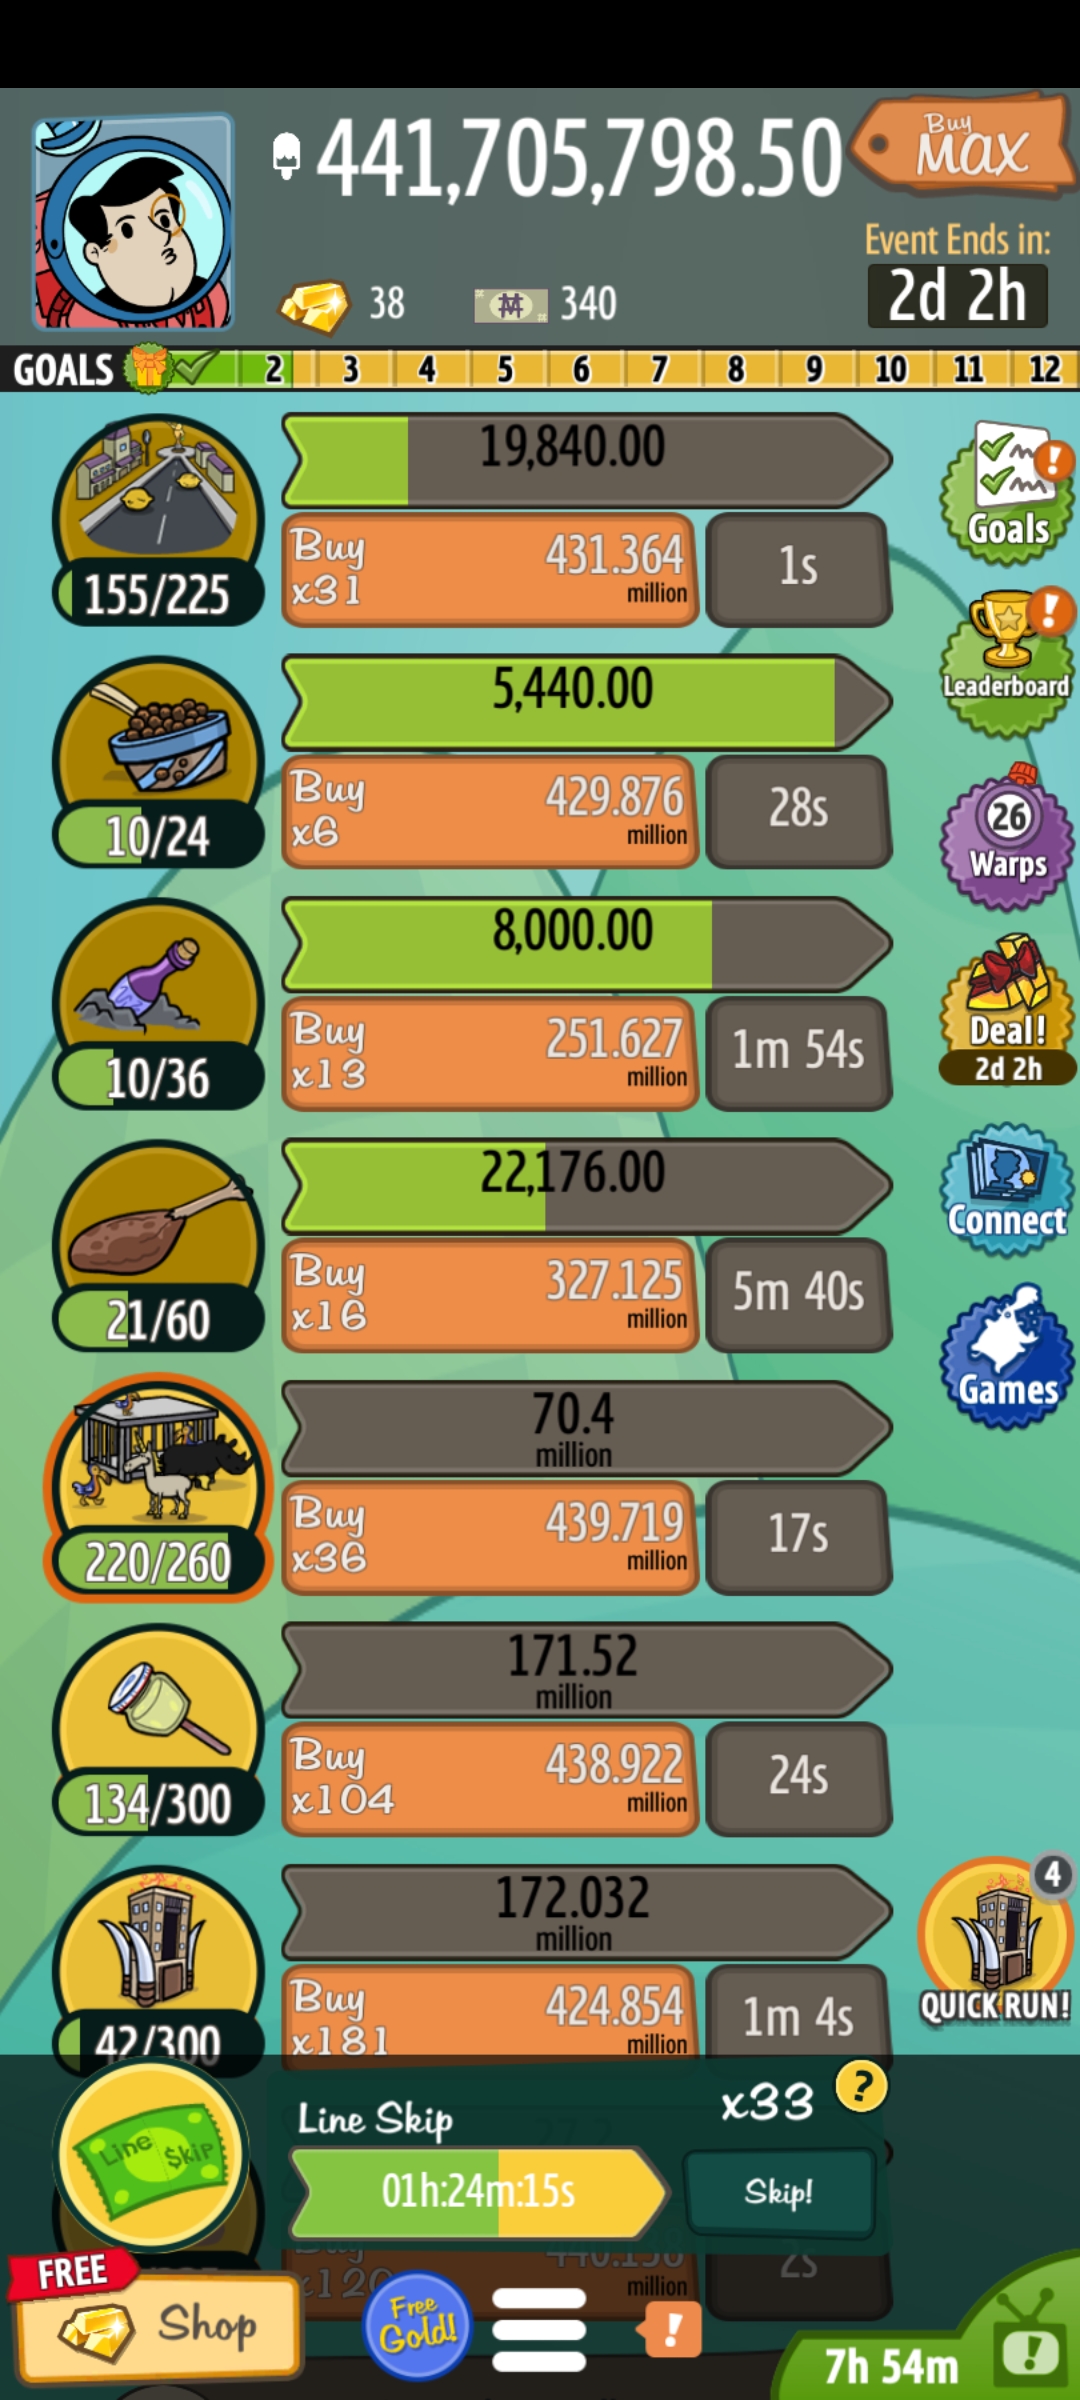 441,705,798.50
Buy
MAX
Event Ends in:
2d 2h
38
340
GOALS 2 3 4 5 6 7 8 9 10 11 12
19,840.00
155/225
Buy
x31
431.364
million
1s
Goals
5,440.00
10/24
Buy
x6
429.876
million
28s
Leaderboard
8,000.00
10/36
Buy
x13
251.627
million
1m 54s
26
Warps
Deal!
2d 2h
22,176.00
21/60
Buy
x16
327.125
million
5m 40s
Connect
Games
70.4
million
220/260
Buy
x36
439.719
million
17s
171.52
million
134/300
Buy
x104
438.922
million
24s
172.032
million
42/300
Buy
x181
424.854
million
1m 4s
4
QUICK RUN!
Line Skip
Line $kip
x33
?
01h:24m:15s
Skip!
Buy
x120
million
2s
FREE
Shop
Free
Gold!
!
7h 54m
!